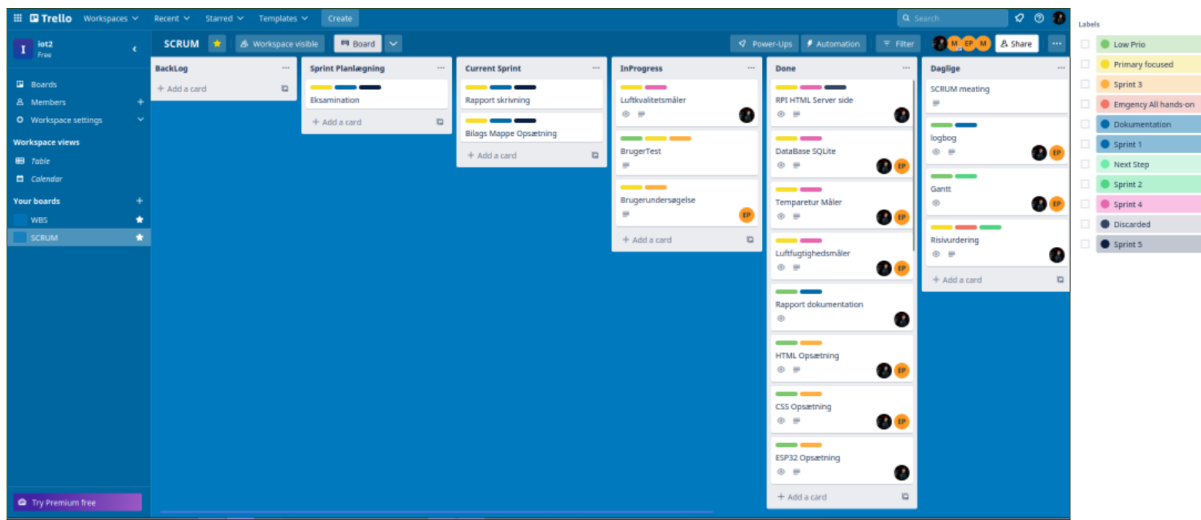 Trello Workspaces Recent Starred Templates Create Search
I iot2
Free
SCRUM Workspace visible Board Power-Ups Automation Filter M EP M Share ...
Boards
Members +
Workspace settings
Workspace views
Table
Calendar
Your boards +
WBS
SCRUM
Try Premium free
BackLog ...
+ Add a card
Sprint Planlægning ...
Eksamination
+ Add a card
Current Sprint ...
Rapport skrivning
Bilags Mappe Opsætning
+ Add a card
InProgress ...
Luftkvalitetsmåler
BrugerTest
Brugerundersøgelse
EP
+ Add a card
Done ...
RPI HTML Server side
DataBase SQLite
EP
Temparetur Måler
EP
Luftfugtighedsmåler
EP
Rapport dokumentation
HTML Opsætning
EP
CSS Opsætning
EP
ESP32 Opsætning
+ Add a card
Daglige ...
SCRUM meating
logbog
EP
Gantt
EP
Risivurdering
+ Add a card
Labels
Low Prio
Primary focused
Sprint 3
Emgency All hands-on
Dokumentation
Sprint 1
Next Step
Sprint 2
Sprint 4
Discarded
Sprint 5